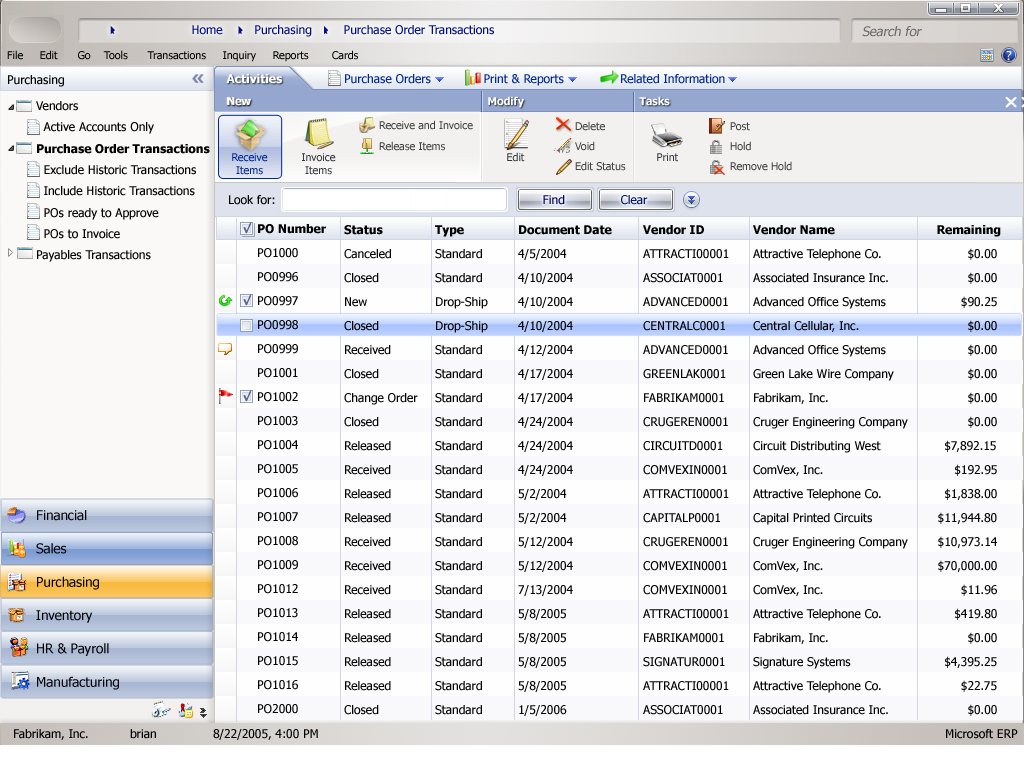 Home Purchasing Purchase Order Transactions Search for
File Edit Go Tools Transactions Inquiry Reports Cards
Purchasing
Vendors
Active Accounts Only
Purchase Order Transactions
Exclude Historic Transactions
Include Historic Transactions
POs ready to Approve
POs to Invoice
Payables Transactions
Financial
Sales
Purchasing
Inventory
HR & Payroll
Manufacturing
Activities Purchase Orders Print & Reports Related Information
New Modify Tasks
Receive Items
Invoice Items
Receive and Invoice
Release Items
Edit
Delete
Void
Edit Status
Print
Post
Hold
Remove Hold
Look for: Find Clear
PO Number Status Type Document Date Vendor ID Vendor Name Remaining
PO1000 Canceled Standard 4/5/2004 ATTRACTI00001 Attractive Telephone Co. $0.00
PO0996 Closed Standard 4/10/2004 ASSOCIAT0001 Associated Insurance Inc. $0.00
PO0997 New Drop-Ship 4/10/2004 ADVANCED0001 Advanced Office Systems $90.25
PO0998 Closed Drop-Ship 4/10/2004 CENTRALC0001 Central Cellular, Inc. $0.00
PO0999 Received Standard 4/12/2004 ADVANCED0001 Advanced Office Systems $0.00
PO1001 Closed Standard 4/17/2004 GREENLAK0001 Green Lake Wire Company $0.00
PO1002 Change Order Standard 4/17/2004 FABRIKAM0001 Fabrikam, Inc. $0.00
PO1003 Closed Standard 4/24/2004 CRUGEREN0001 Cruger Engineering Company $0.00
PO1004 Released Standard 4/24/2004 CIRCUITD0001 Circuit Distributing West $7,892.15
PO1005 Received Standard 4/24/2004 COMVEXIN0001 ComVex, Inc. $192.95
PO1006 Released Standard 5/2/2004 ATTRACTI00001 Attractive Telephone Co. $1,838.00
PO1007 Released Standard 5/2/2004 CAPITALP0001 Capital Printed Circuits $11,944.80
PO1008 Released Standard 5/12/2004 CRUGEREN0001 Cruger Engineering Company $10,973.14
PO1009 Received Standard 5/12/2004 COMVEXIN0001 ComVex, Inc. $70,000.00
PO1012 Received Standard 7/13/2004 COMVEXIN0001 ComVex, Inc. $11.96
PO1013 Released Standard 5/8/2005 ATTRACTI00001 Attractive Telephone Co. $419.80
PO1014 Released Standard 5/8/2005 FABRIKAM0001 Fabrikam, Inc. $0.00
PO1015 Released Standard 5/8/2005 SIGNATUR0001 Signature Systems $4,395.25
PO1016 Released Standard 5/8/2005 ATTRACTI00001 Attractive Telephone Co. $22.75
PO2000 Closed Standard 1/5/2006 ASSOCIAT0001 Associated Insurance Inc. $0.00
Fabrikam, Inc. brian 8/22/2005, 4:00 PM Microsoft ERP